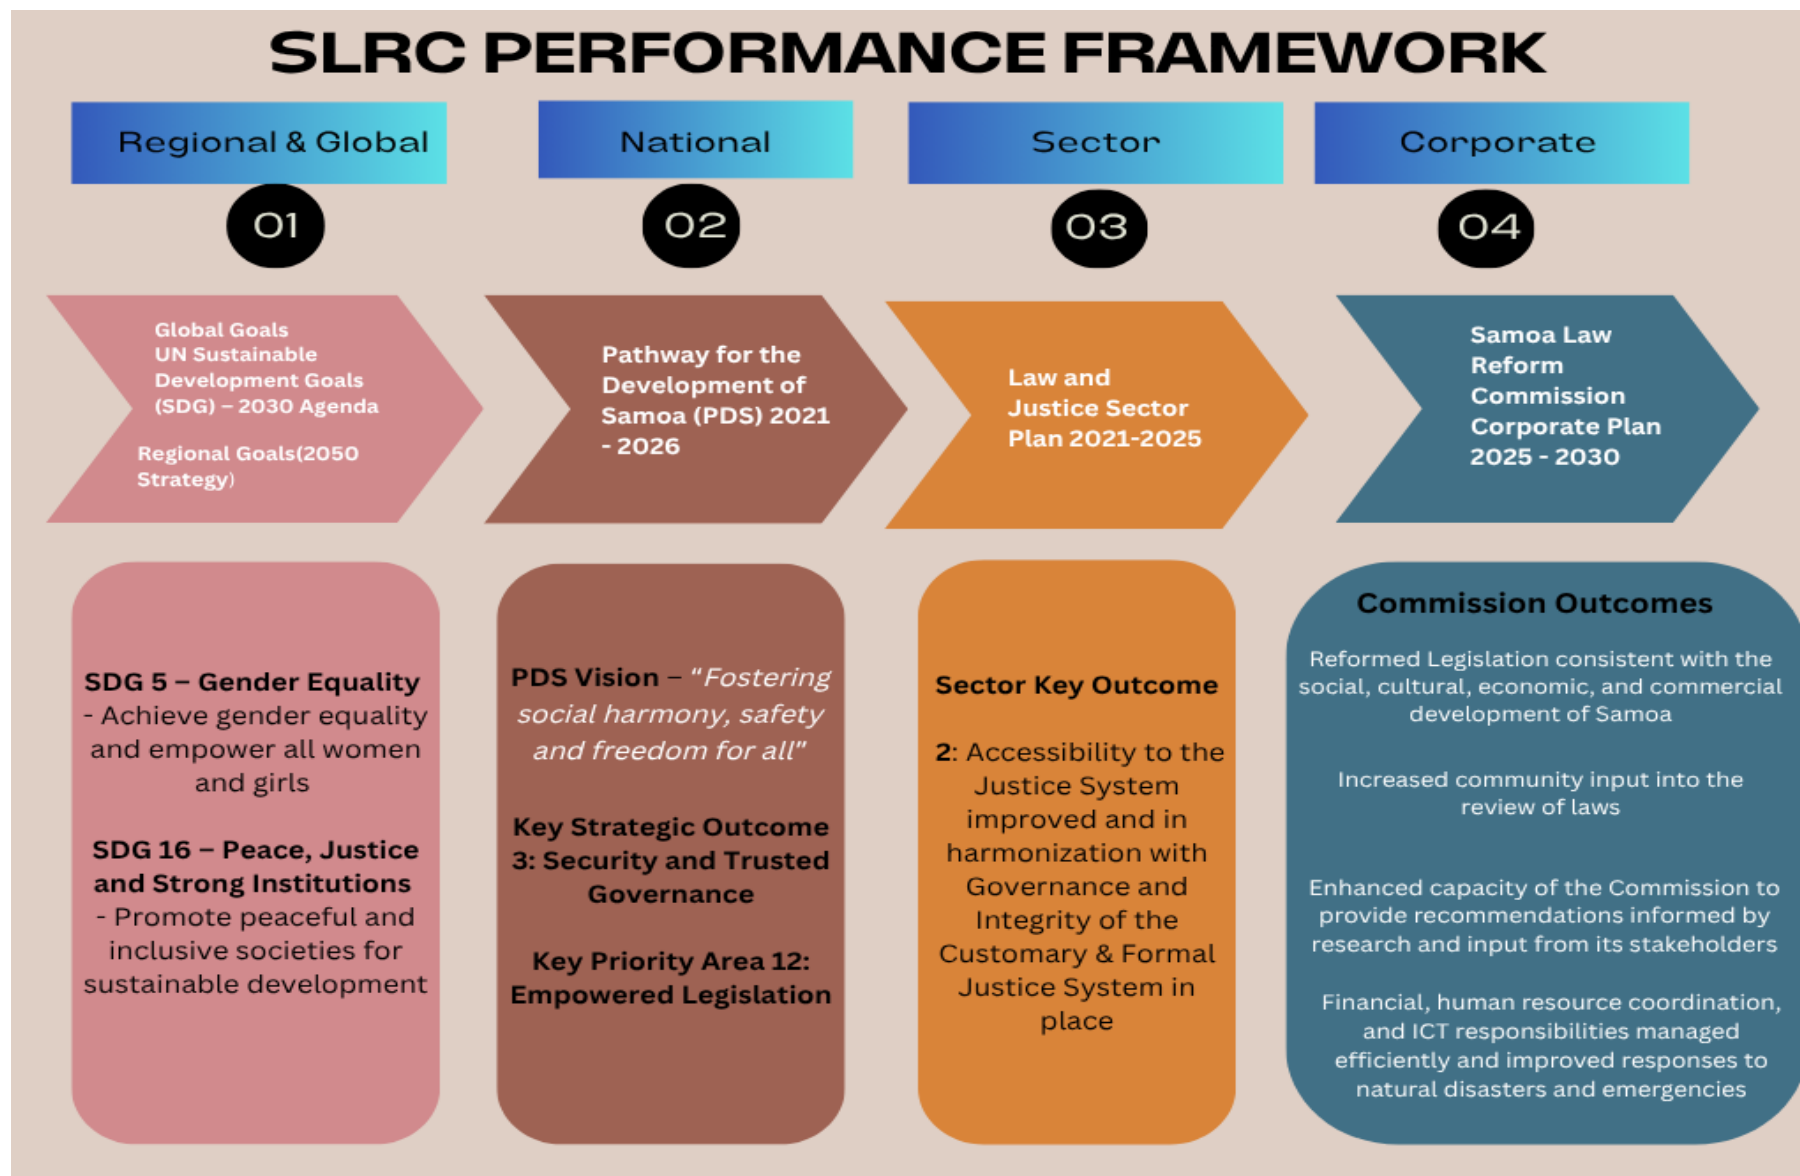 SLRC PERFORMANCE FRAMEWORK
Regional & Global
01
Global Goals
UN Sustainable
Development Goals
(SDG) – 2030 Agenda
Regional Goals(2050
Strategy)
SDG 5 – Gender Equality
- Achieve gender equality
and empower all women
and girls
SDG 16 – Peace, Justice
and Strong Institutions
- Promote peaceful and
inclusive societies for
sustainable development
National
02
Pathway for the
Development of
Samoa (PDS) 2021
- 2026
PDS Vision – "Fostering
social harmony, safety
and freedom for all"
Key Strategic Outcome
3: Security and Trusted
Governance
Key Priority Area 12:
Empowered Legislation
Sector
03
Law and
Justice Sector
Plan 2021-2025
Sector Key Outcome
2: Accessibility to the
Justice System
improved and in
harmonization with
Governance and
Integrity of the
Customary & Formal
Justice System in
place
Corporate
04
Samoa Law
Reform
Commission
Corporate Plan
2025 - 2030
Commission Outcomes
Reformed Legislation consistent with the
social, cultural, economic, and commercial
development of Samoa
Increased community input into the
review of laws
Enhanced capacity of the Commission to
provide recommendations informed by
research and input from its stakeholders
Financial, human resource coordination,
and ICT responsibilities managed
efficiently and improved responses to
natural disasters and emergencies